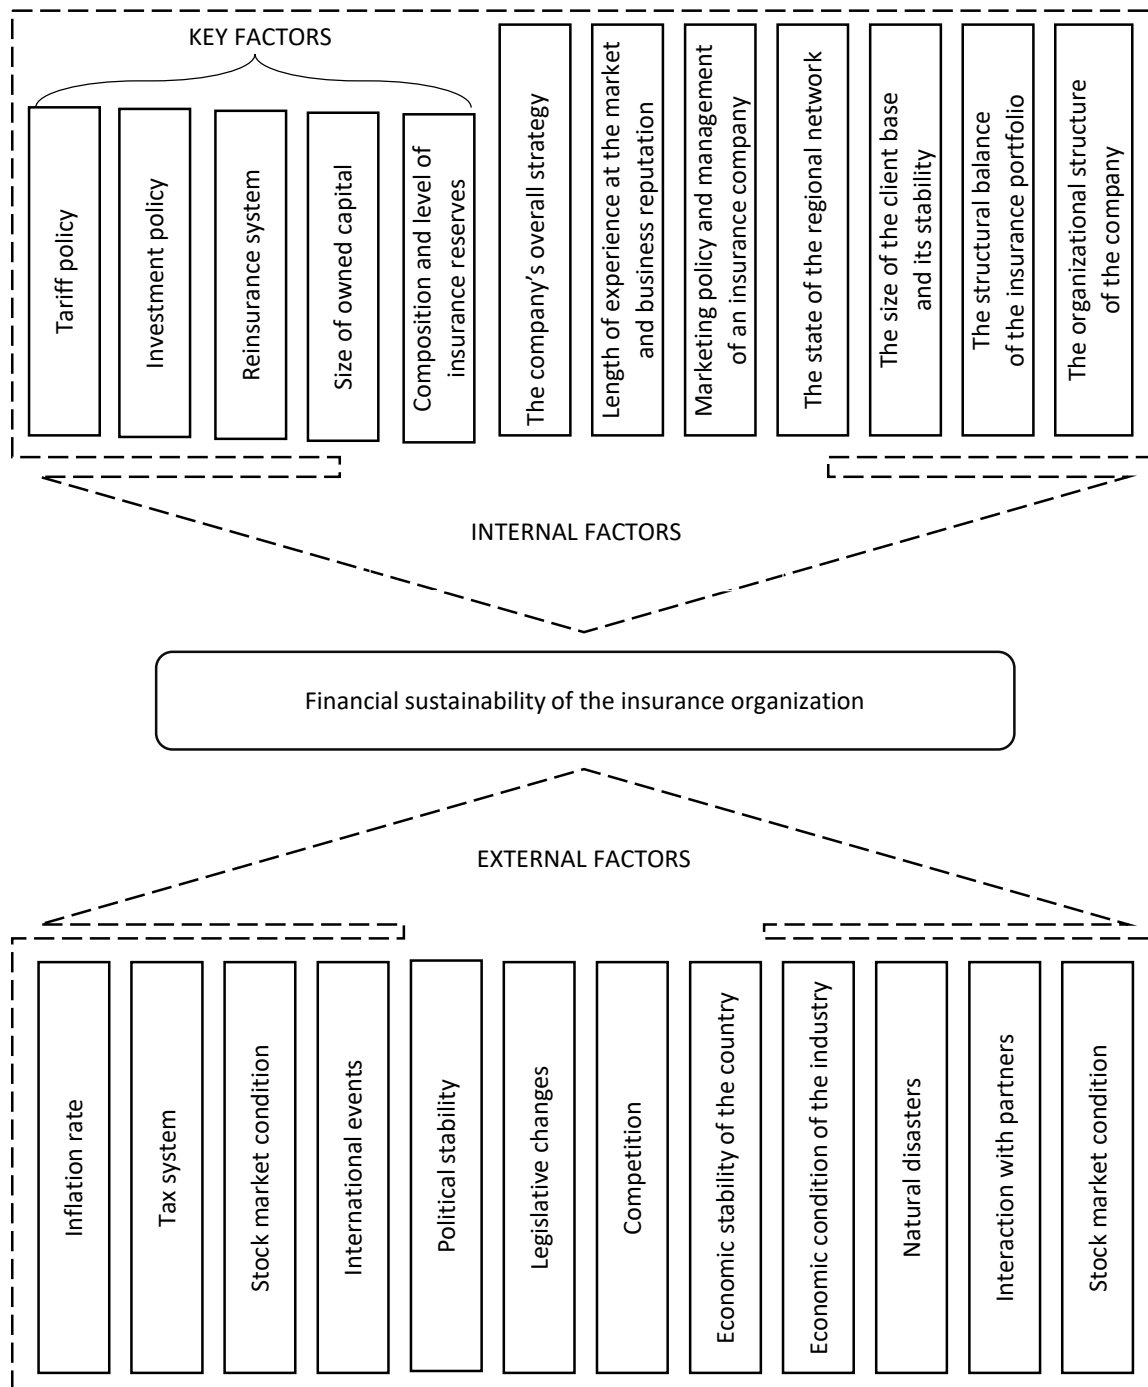 KEY FACTORS
Tariff policy
Investment policy
Reinsurance system
Size of owned capital
Composition and level of
insurance reserves
The company’s overall strategy
Length of experience at the market
and business reputation
Marketing policy and management
of an insurance company
The state of the regional network
The size of the client base
and its stability
The structural balance
of the insurance portfolio
The organizational structure
of the company
INTERNAL FACTORS
Financial sustainability of the insurance organization
EXTERNAL FACTORS
Inflation rate
Tax system
Stock market condition
International events
Political stability
Legislative changes
Competition
Economic stability of the country
Economic condition of the industry
Natural disasters
Interaction with partners
Stock market condition